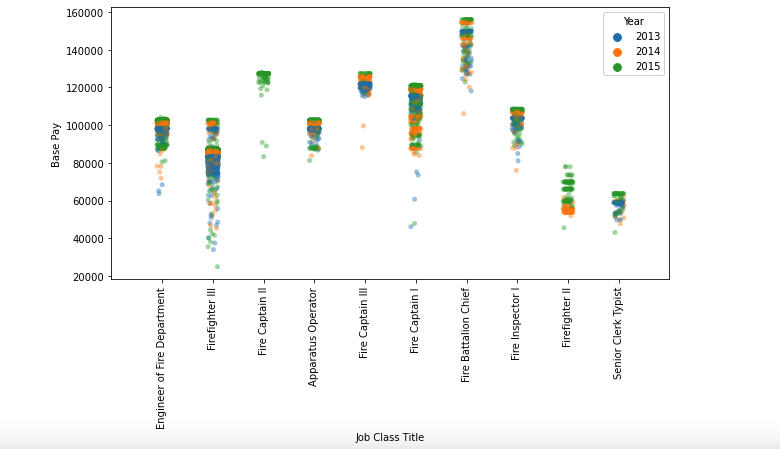 160000
140000
120000
100000
80000
60000
40000
20000
Base Pay
Year
2013
2014
2015
Engineer of Fire Department
Firefighter III
Fire Captain II
Apparatus Operator
Fire Captain III
Fire Captain I
Fire Battalion Chief
Fire Inspector I
Firefighter II
Senior Clerk Typist
Job Class Title